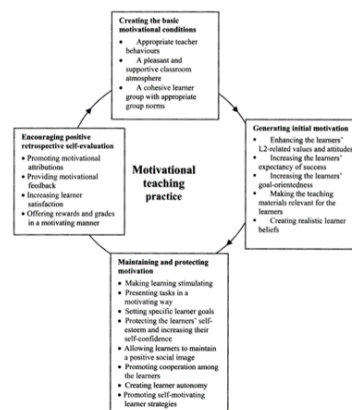 Creating the basic
motivational conditions
• Appropriate teacher
behaviours
• A pleasant and
supportive classroom
atmosphere
• A cohesive learner
group with appropriate
group norms
Encouraging positive
retrospective self-evaluation
• Promoting motivational
attributions
• Providing motivational
feedback
• Increasing learner
satisfaction
• Offering rewards and grades
in a motivating manner
Motivational
teaching
practice
Generating initial motivation
• Enhancing the learners'
L2-related values and attitudes
• Increasing the learners'
expectancy of success
• Increasing the learners'
goal-orientedness
• Making the teaching
materials relevant for the
learners
• Creating realistic learner
beliefs
Maintaining and protecting
motivation
• Making learning stimulating
• Presenting tasks in a
motivating way
• Setting specific learner goals
• Protecting the learners' self-
esteem and increasing their
self-confidence
• Allowing learners to maintain
a positive social image
• Promoting cooperation among
the learners
• Creating learner autonomy
• Promoting self-motivating
learner strategies